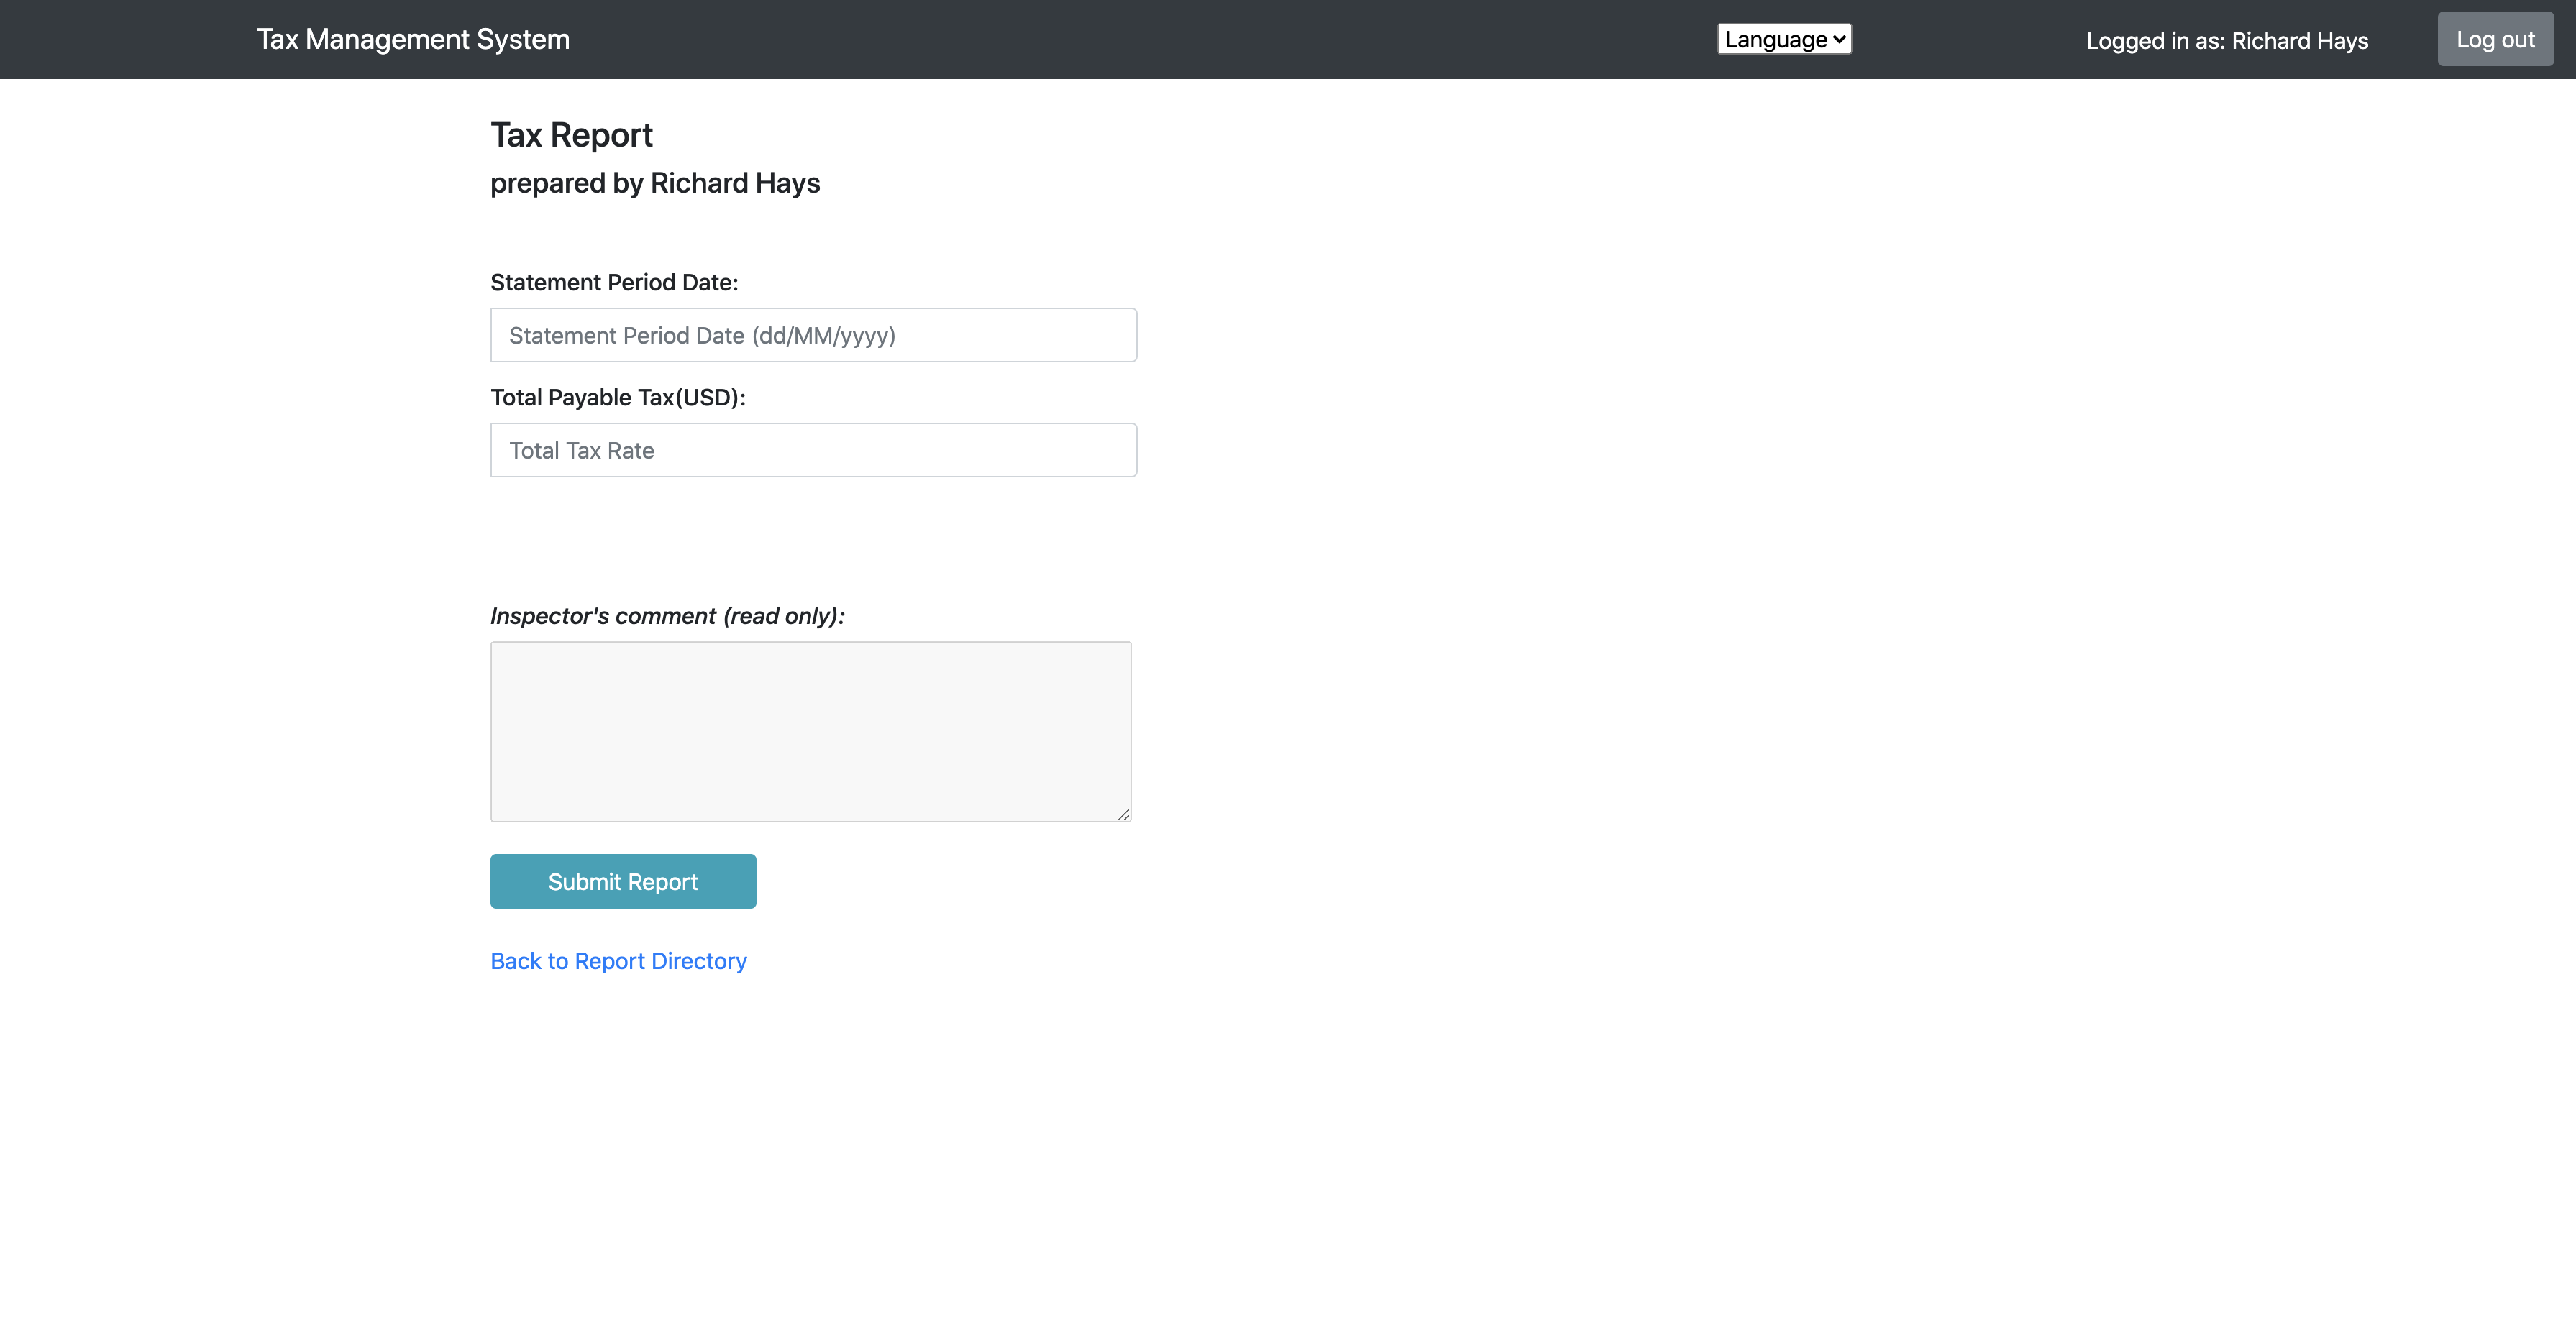 Tax Management System
Language
Logged in as: Richard Hays
Log out
Tax Report
prepared by Richard Hays
Statement Period Date:
Statement Period Date (dd/MM/yyyy)
Total Payable Tax(USD):
Total Tax Rate
Inspector's comment (read only):
Submit Report
Back to Report Directory